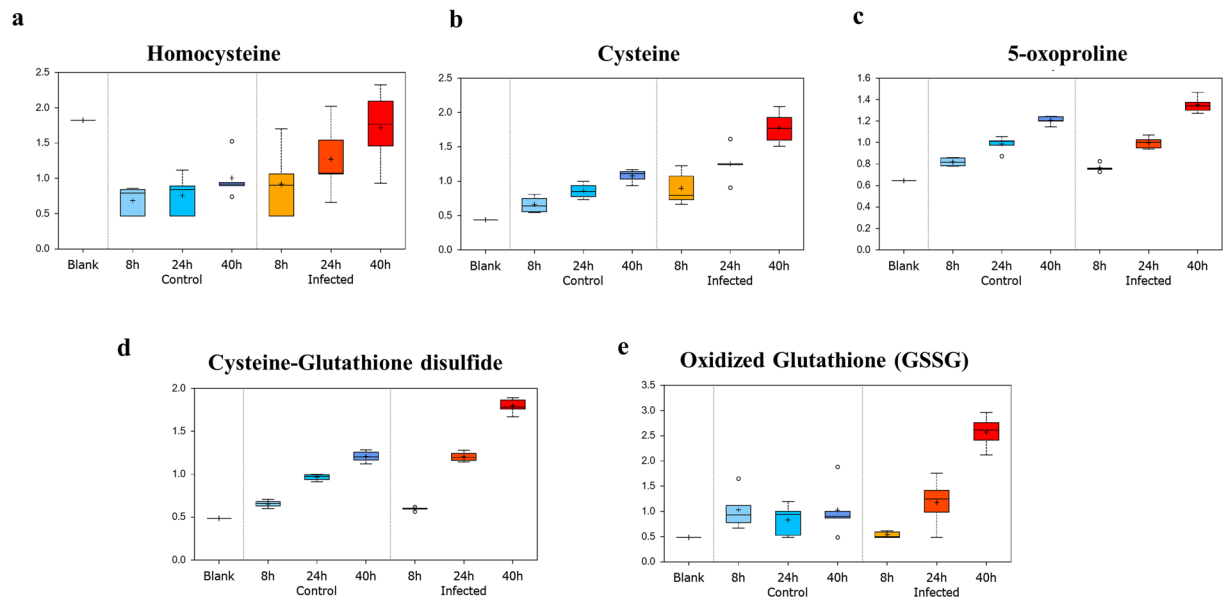 a
Homocysteine
2.5
2.0
1.5
1.0
0.5
0.0
Blank 8h 24h 40h 8h 24h 40h
Control Infected
b
Cysteine
2.5
2.0
1.5
1.0
0.5
0.0
Blank 8h 24h 40h 8h 24h 40h
Control Infected
c
5-oxoproline
1.6
1.4
1.2
1.0
0.8
0.6
0.4
0.2
0.0
Blank 8h 24h 40h 8h 24h 40h
Control Infected
d
Cysteine-Glutathione disulfide
2.0
1.5
1.0
0.5
0.0
Blank 8h 24h 40h 8h 24h 40h
Control Infected
e
Oxidized Glutathione (GSSG)
3.5
3.0
2.5
2.0
1.5
1.0
0.5
0.0
Blank 8h 24h 40h 8h 24h 40h
Control Infected